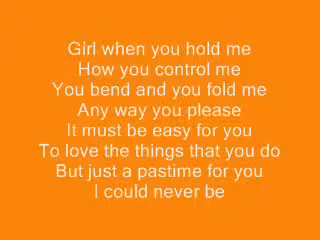 Girl when you hold me
How you control me
You bend and you fold me
Any way you please
It must be easy for you
To love the things that you do
But just a pastime for you
I could never be